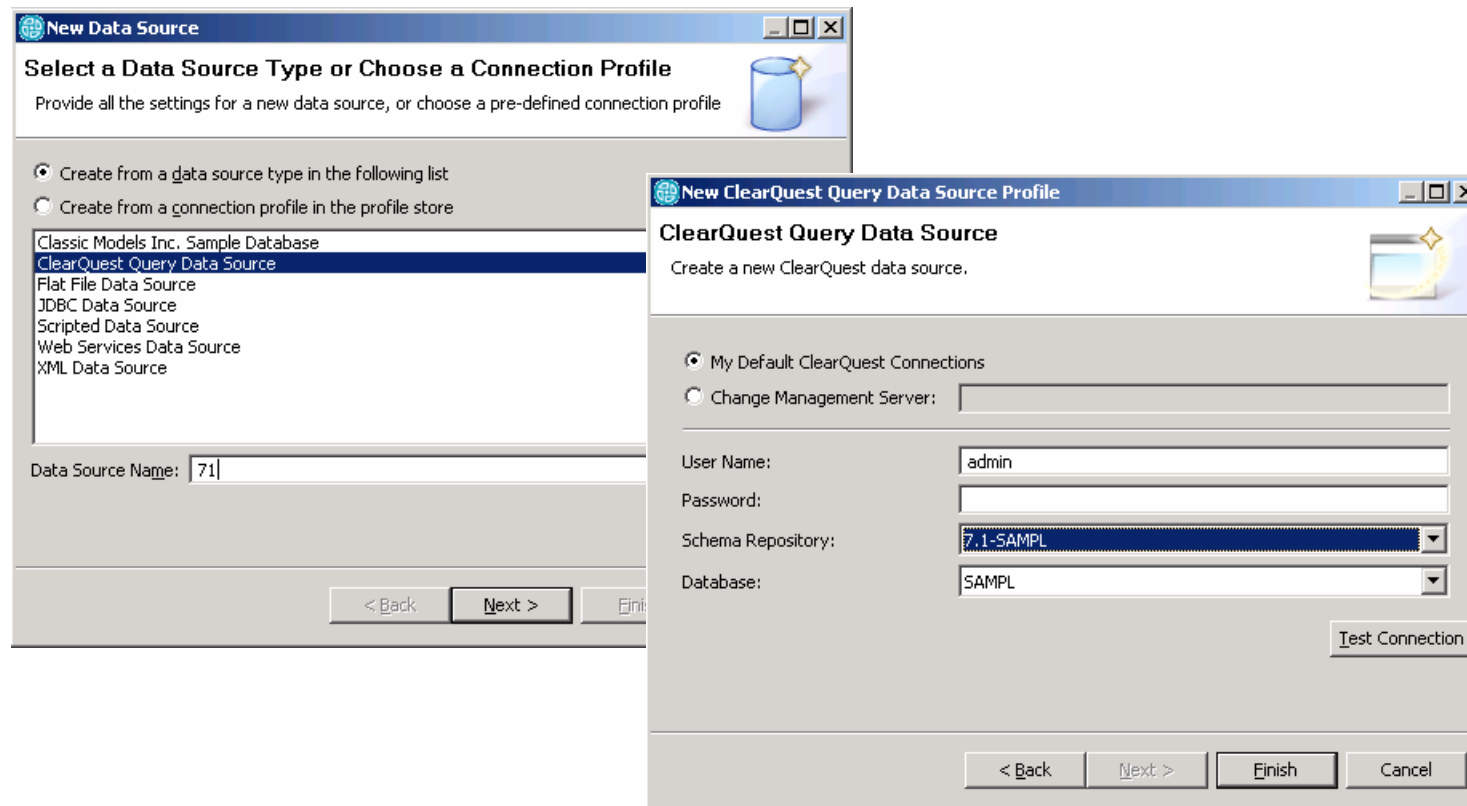 New Data Source
Select a Data Source Type or Choose a Connection Profile
Provide all the settings for a new data source, or choose a pre-defined connection profile
Create from a data source type in the following list
Create from a connection profile in the profile store
Classic Models Inc. Sample Database
ClearQuest Query Data Source
Flat File Data Source
JDBC Data Source
Scripted Data Source
Web Services Data Source
XML Data Source
Data Source Name: 71
< Back Next >
New ClearQuest Query Data Source Profile
ClearQuest Query Data Source
Create a new ClearQuest data source.
My Default ClearQuest Connections
Change Management Server:
User Name: admin
Password:
Schema Repository: 7.1-SAMPL
Database: SAMPL
Test Connection
< Back Next > Finish Cancel